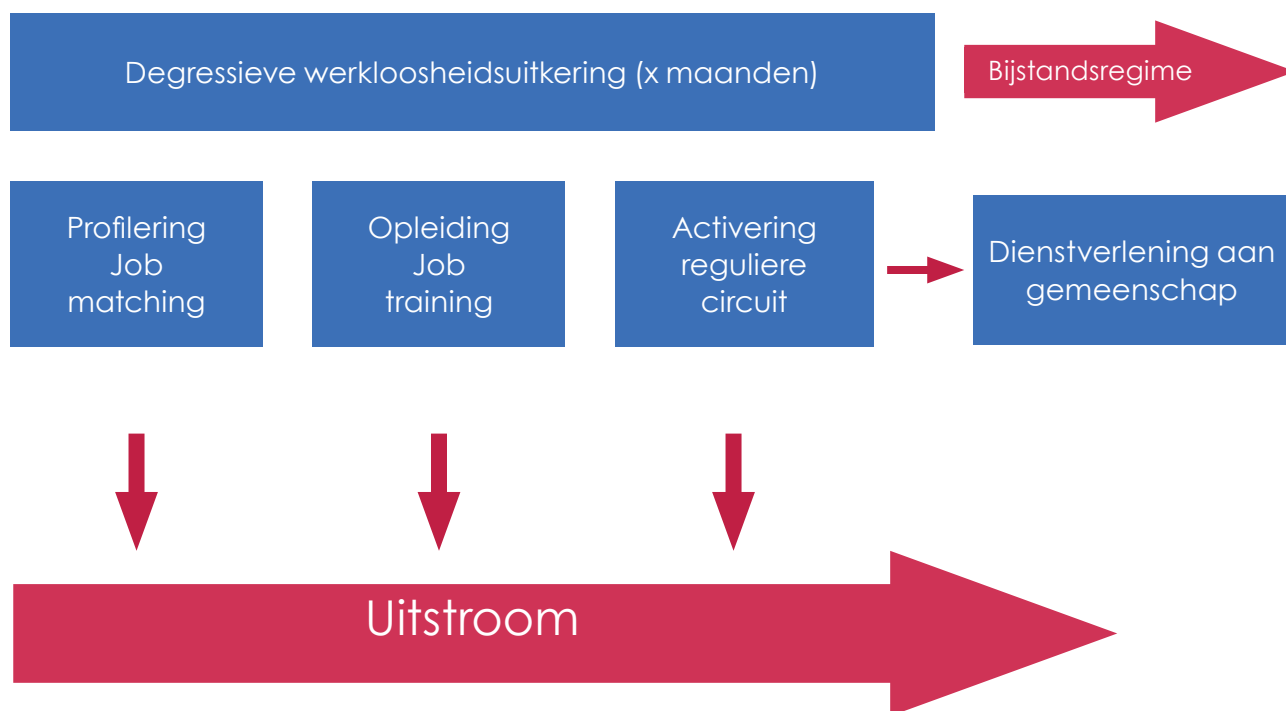 Degressieve werkloosheidsuitkering (x maanden)
Bijstandsregime
Profilering
Job
matching
Opleiding
Job
training
Activering
reguliere
circuit
Dienstverlening aan
gemeenschap
Uitstroom